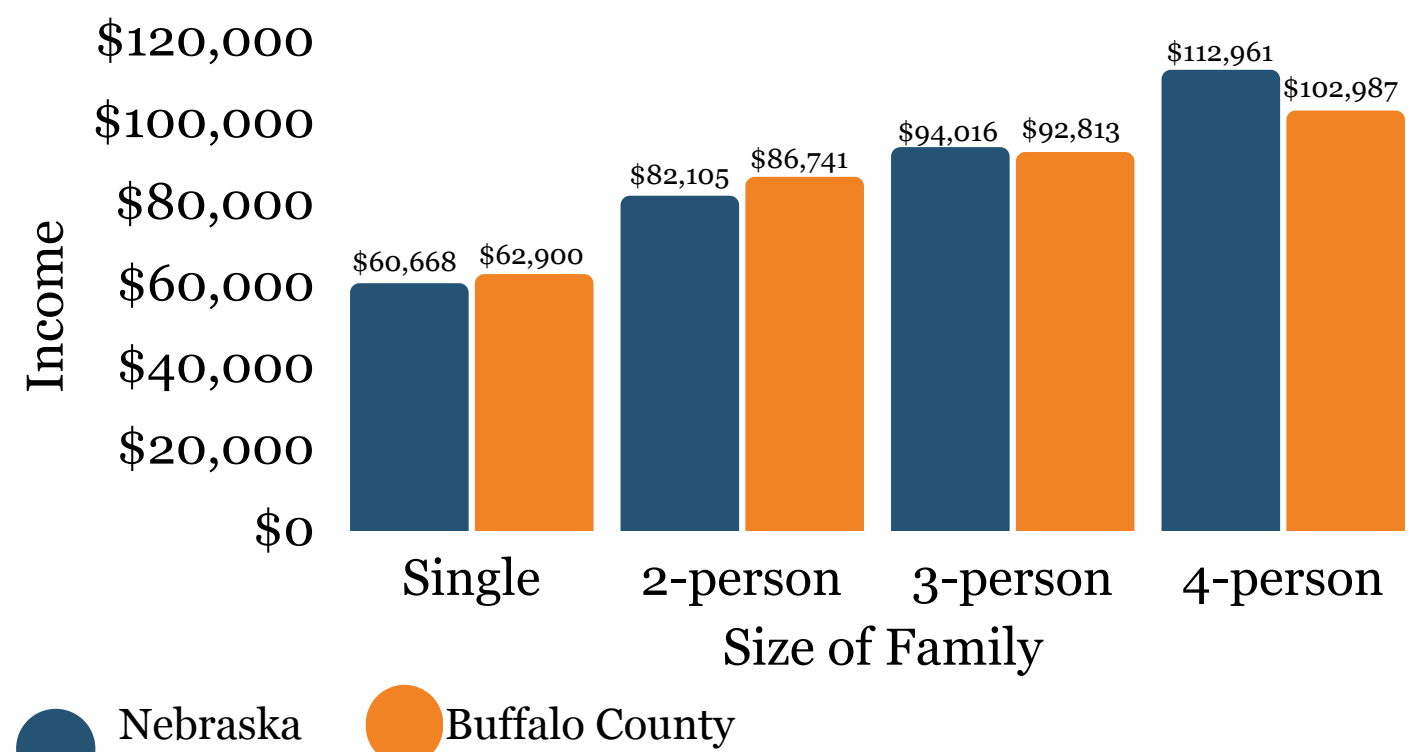 $120,000
$100,000
$80,000
$60,000
$40,000
$20,000
$0
Income
$60,668 $62,900
$82,105 $86,741
$94,016 $92,813
$112,961 $102,987
Single 2-person 3-person 4-person
Size of Family
Nebraska Buffalo County